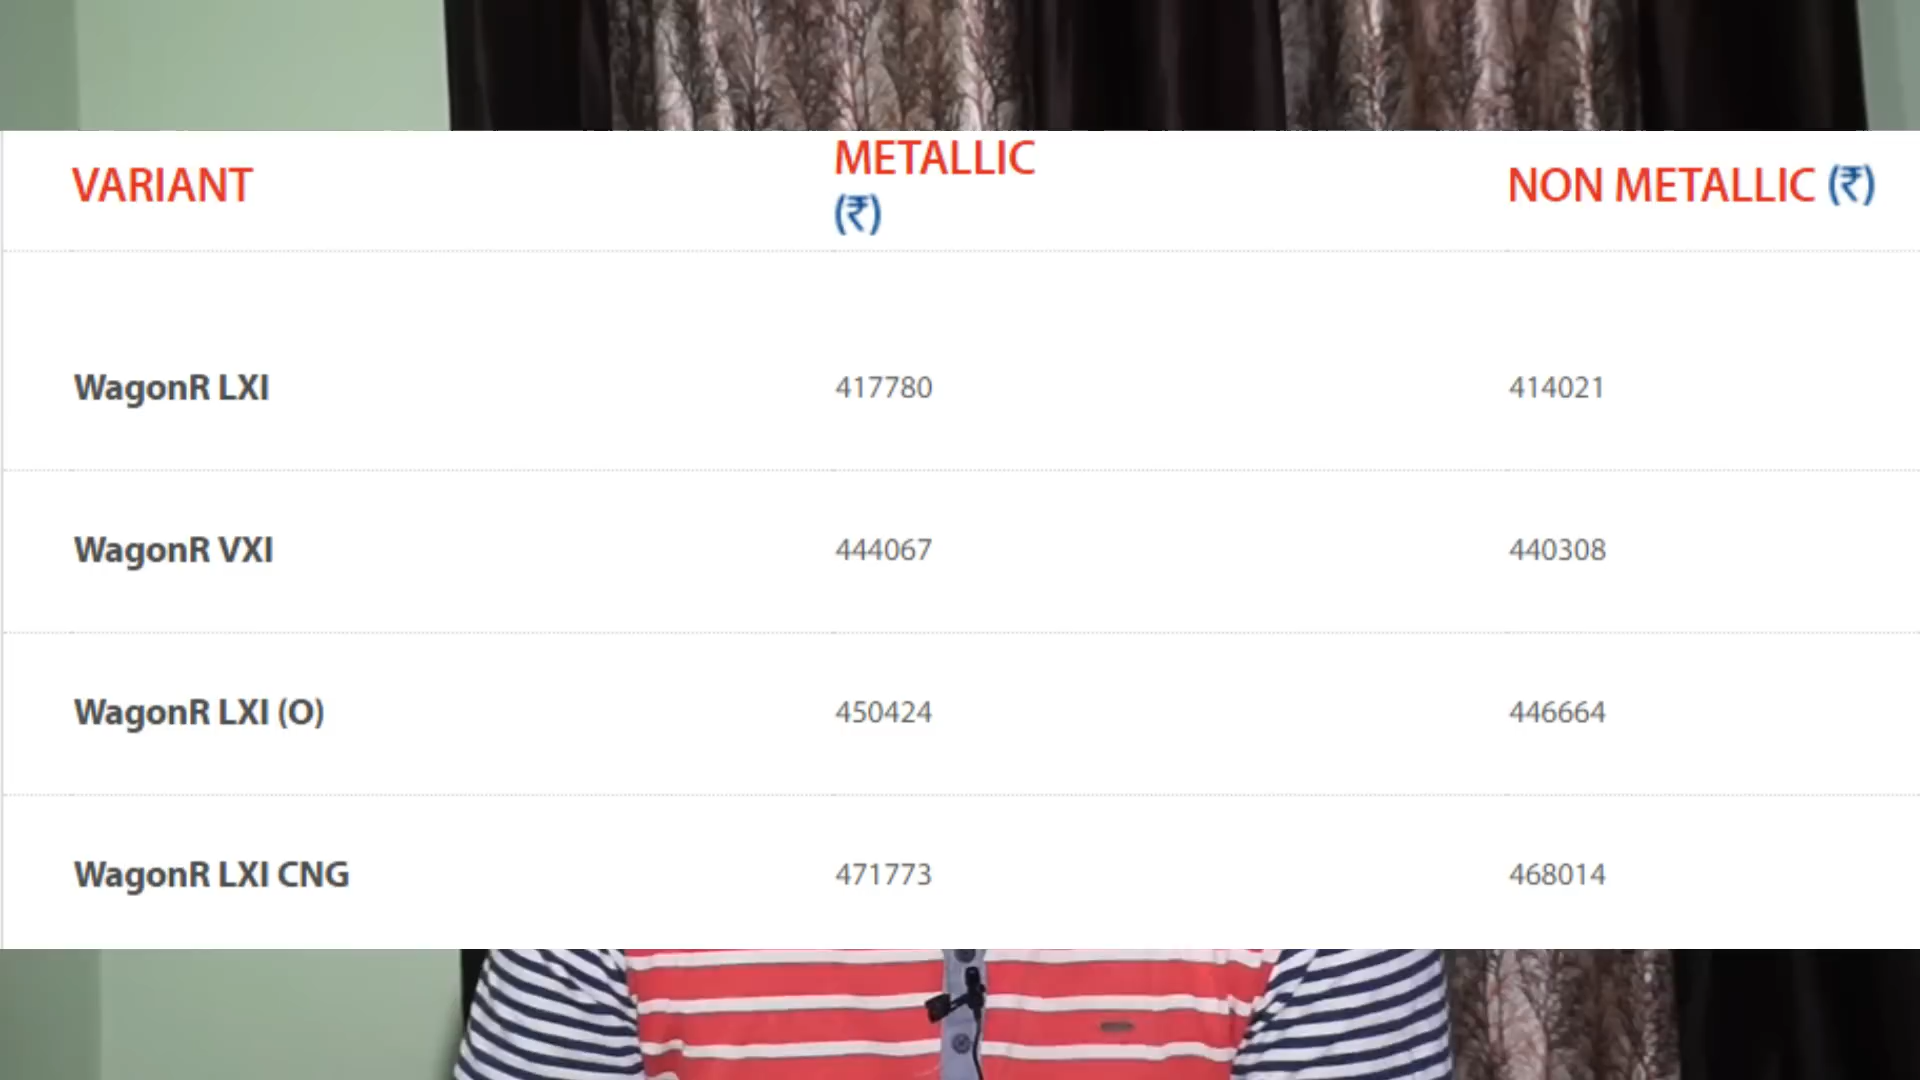 VARIANT METALLIC (₹) NON METALLIC (₹)
WagonR LXI 417780 414021
WagonR VXI 444067 440308
WagonR LXI (O) 450424 446664
WagonR LXI CNG 471773 468014